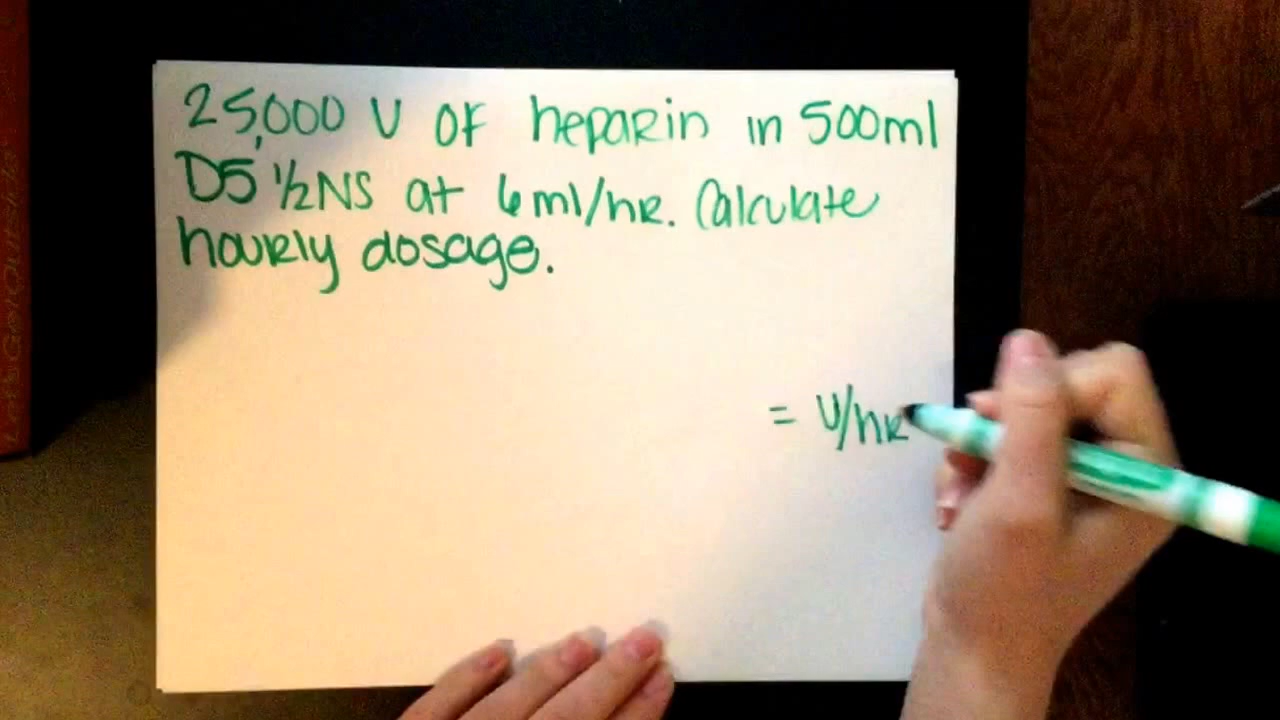 25,000 U OF heparin in 500ml
D5 ½NS at 6ml/hr. Calculate
hourly dosage.
= U/hr